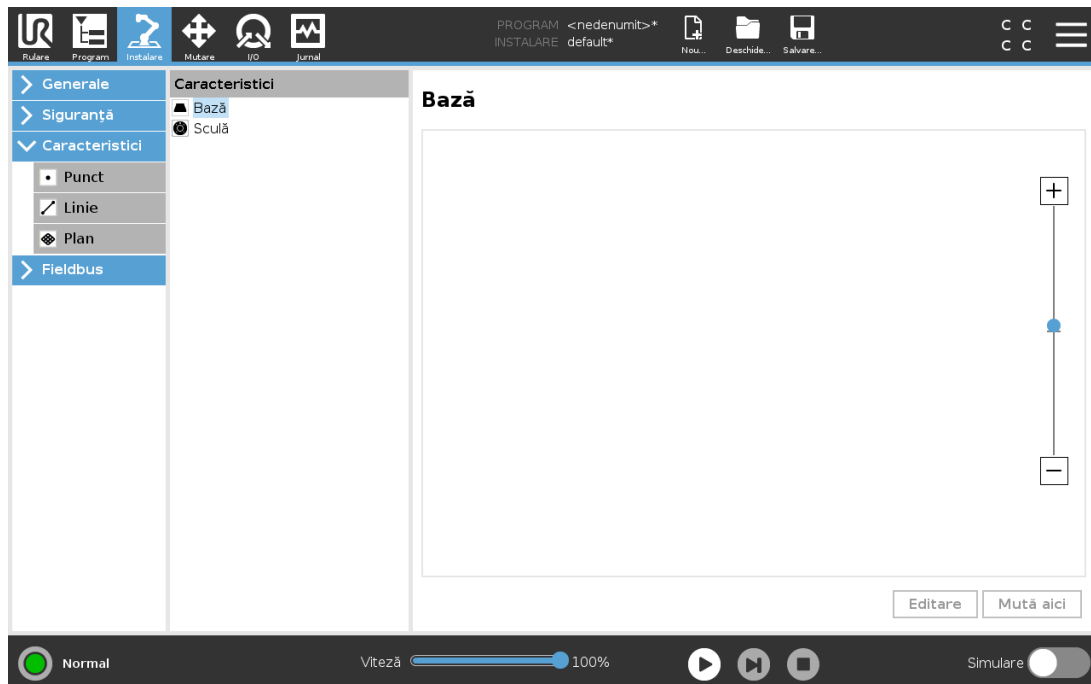 PROGRAM <nedenumit>*
INSTALARE default*
Rulare Program Instalare Mutare I/O Jurnal
Nou... Deschide... Salvare...
C C
C C
Generale
Siguranță
Caracteristici
Punct
Linie
Plan
Fieldbus
Caracteristici
Bază
Sculă
Bază
Editare Mută aici
Normal
Viteză 100%
Simulare